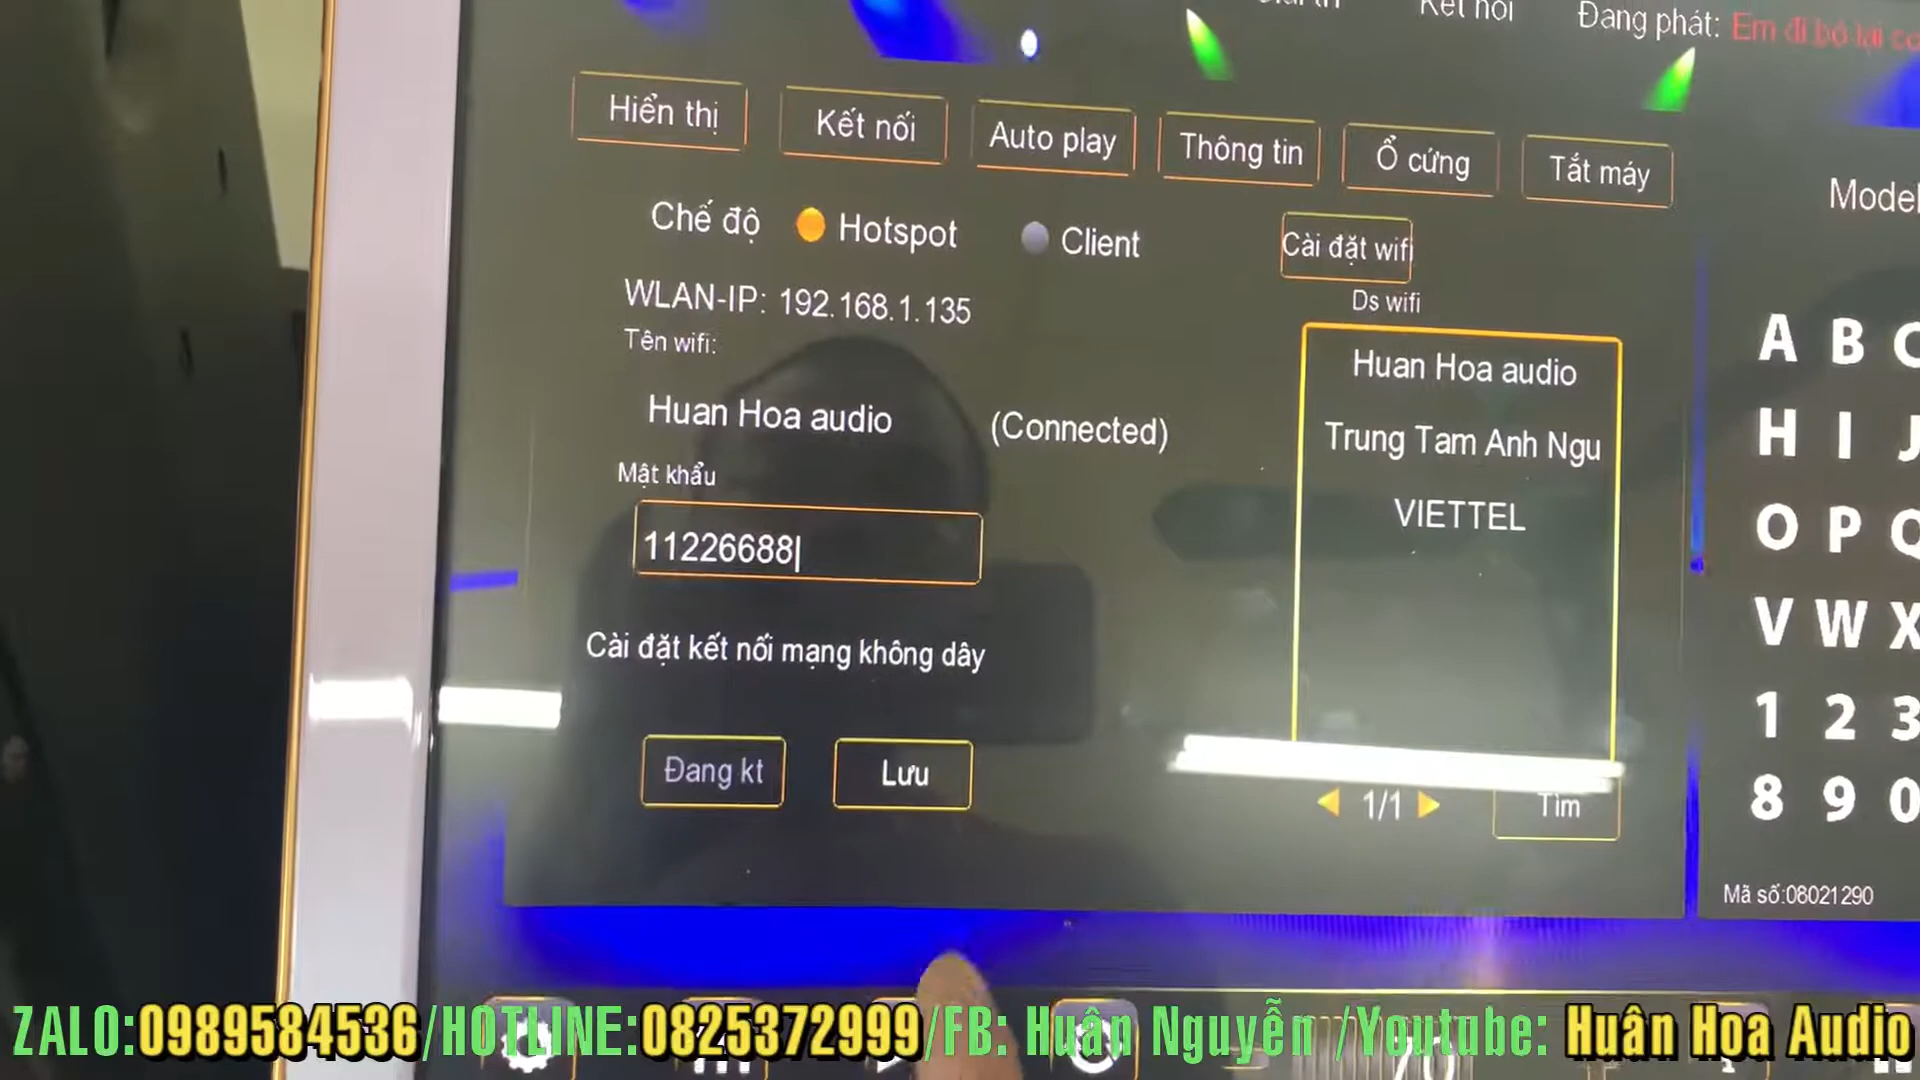 Kết nối
Đang phát: Em đi bỏ lại
Hiển thị
Kết nối
Auto play
Thông tin
Ổ cứng
Tắt máy
Model
Chế độ
Hotspot
Client
Cài đặt wifi
WLAN-IP: 192.168.1.135
Ds wifi
Tên wifi:
Huan Hoa audio
(Connected)
Huan Hoa audio
Trung Tam Anh Ngu
VIETTEL
Mật khẩu
11226688
Cài đặt kết nối mạng không dây
Đang kt
Lưu
1/1
Tìm
A B C
H I J
O P Q
V W X
1 2 3
8 9 0
Mã số:08021290
ZALO:0989584536/HOTLINE:0825372999/FB: Huân Nguyễn /Youtube: Huân Hoa Audio